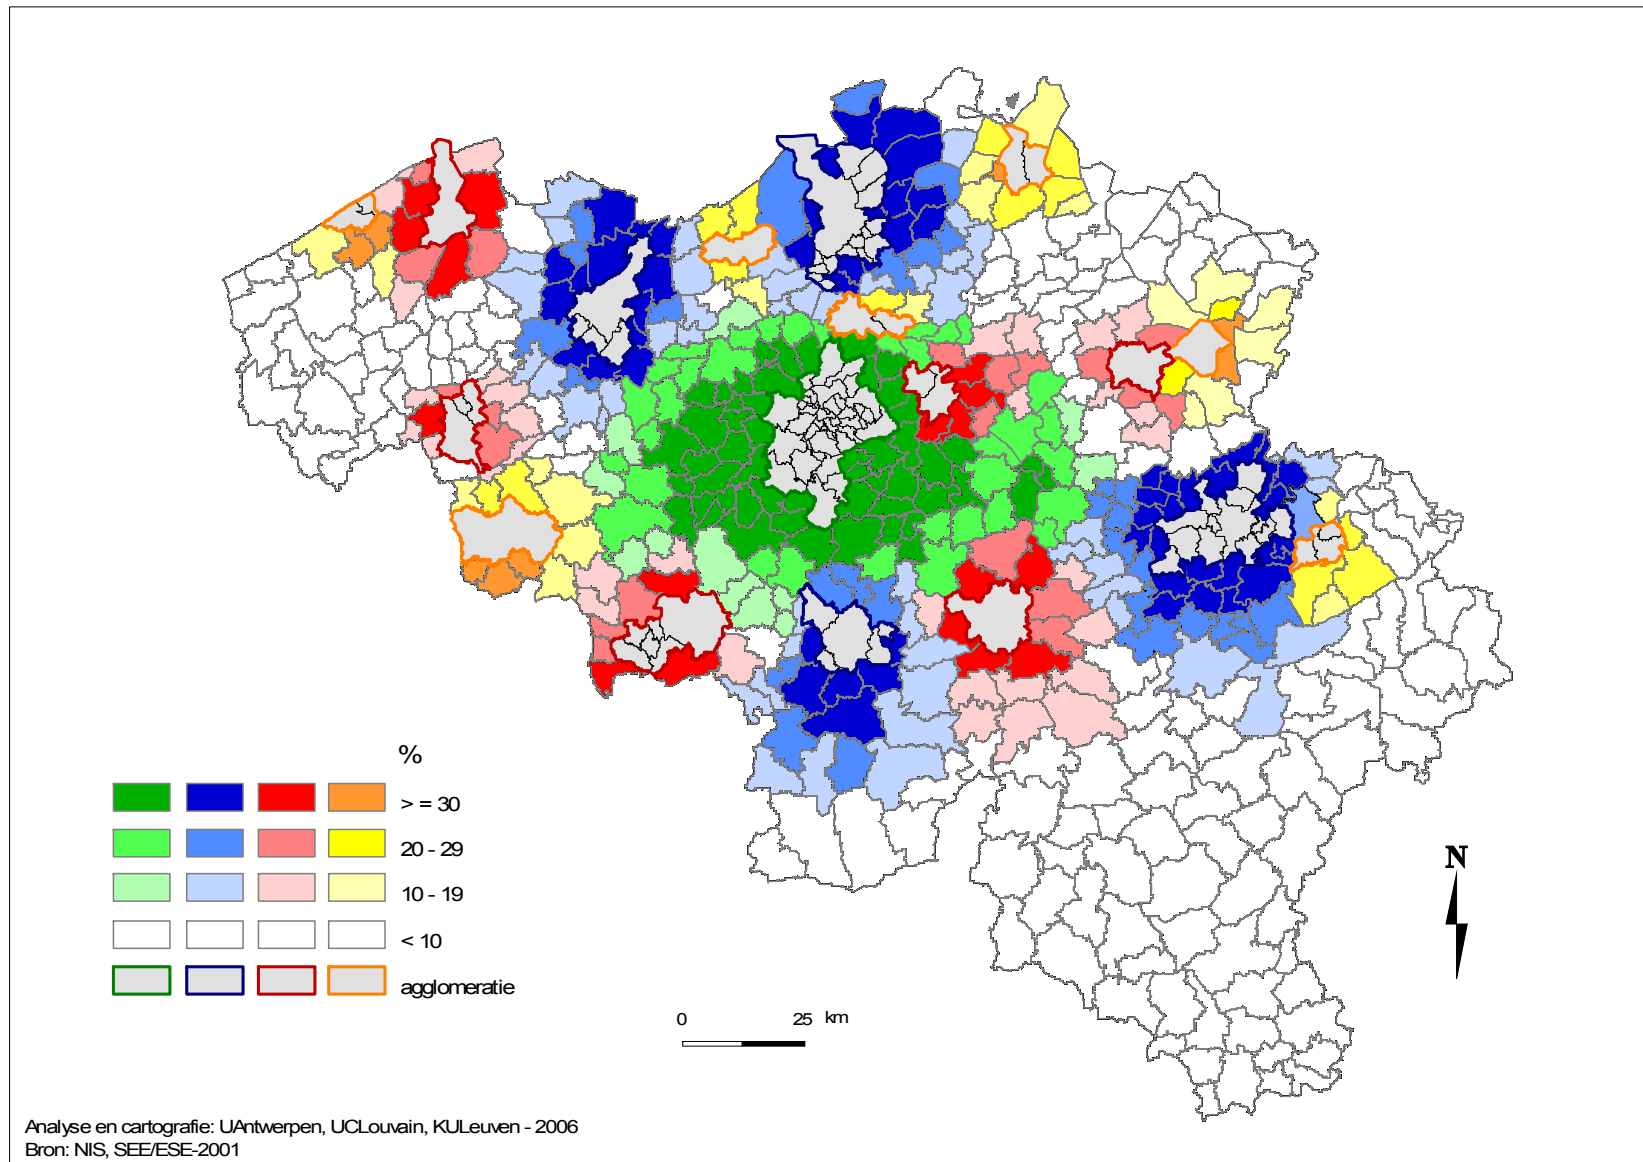 %
> = 30
20 - 29
10 - 19
< 10
agglomeratie
N
0 25 km
Analyse en cartografie: UAntwerpen, UCLouvain, KULeuven - 2006
Bron: NIS, SEE/ESE-2001